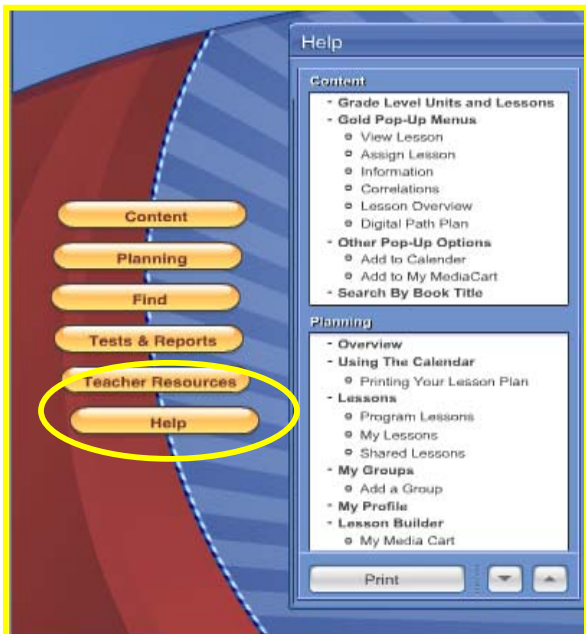 Content
Planning
Find
Tests & Reports
Teacher Resources
Help
Help
Content
- Grade Level Units and Lessons
- Gold Pop-Up Menus
View Lesson
Assign Lesson
Information
Correlations
Lesson Overview
Digital Path Plan
- Other Pop-Up Options
Add to Calender
Add to My MediaCart
- Search By Book Title
Planning
- Overview
- Using The Calendar
Printing Your Lesson Plan
- Lessons
Program Lessons
My Lessons
Shared Lessons
- My Groups
Add a Group
- My Profile
- Lesson Builder
My Media Cart
Print